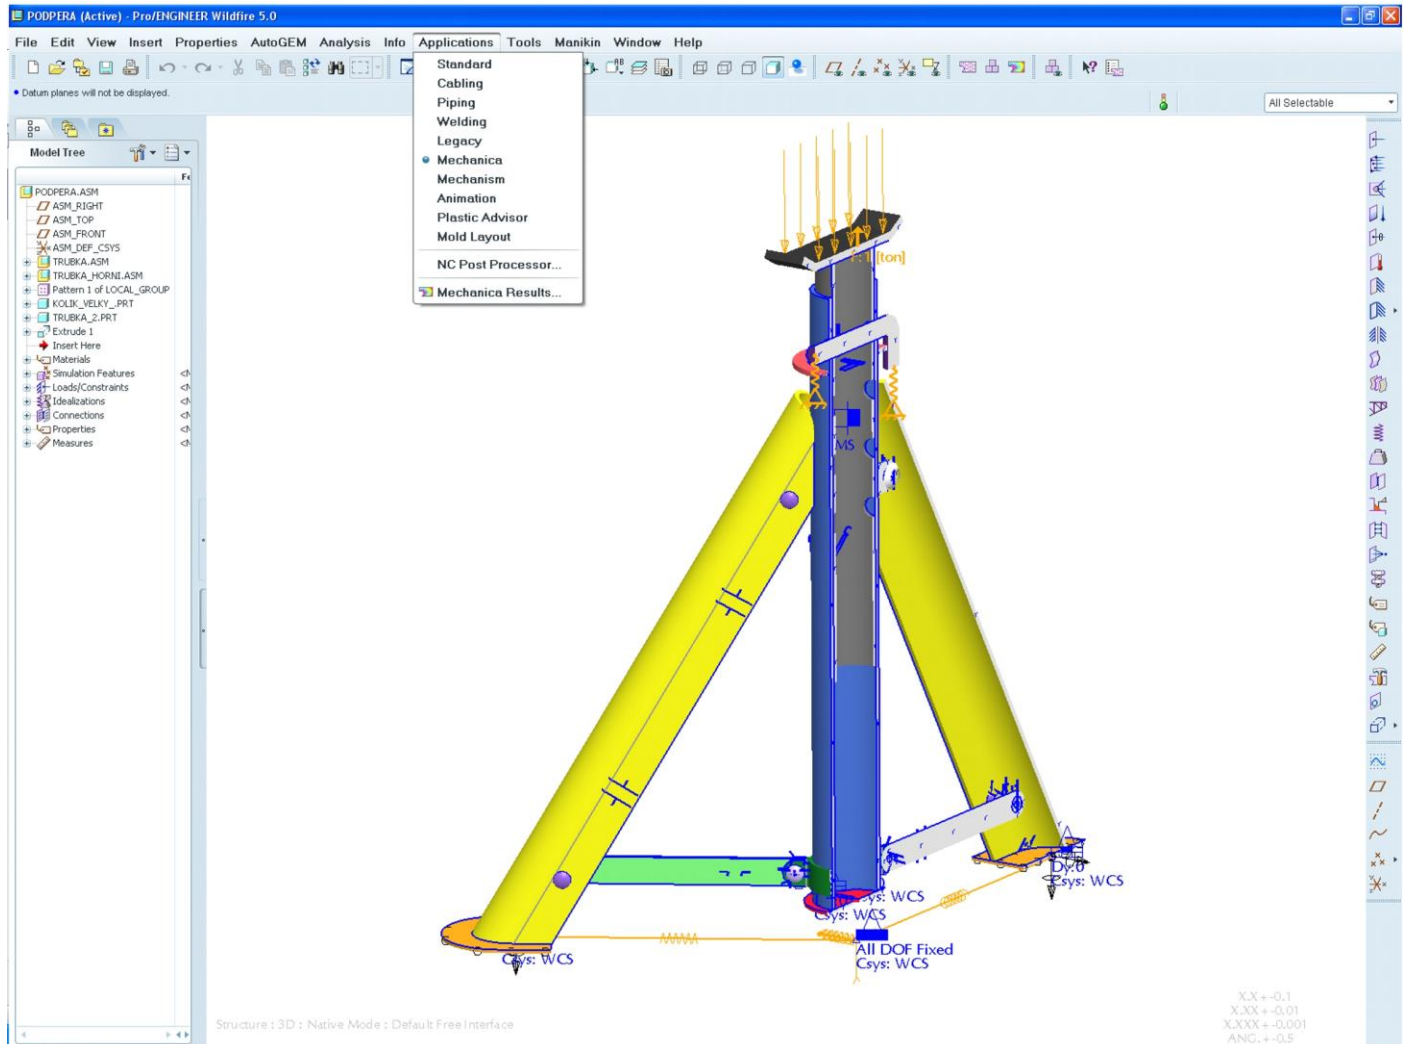 PODPERA (Active) - Pro/ENGINEER Wildfire 5.0
File Edit View Insert Properties AutoGEM Analysis Info Applications Tools Manikin Window Help
Datum planes will not be displayed.
All Selectable
Standard
Cabling
Piping
Welding
Legacy
Mechanica
Mechanism
Animation
Plastic Advisor
Mold Layout
NC Post Processor...
Mechanica Results...
Model Tree
PODPERA.ASM
ASM_RIGHT
ASM_TOP
ASM_FRONT
ASM_DEF_CSYS
TRUBKA.ASM
TRUBKA_HORNI.ASM
Pattern 1 of LOCAL_GROUP
KOLIK_VELKY_.PRT
TRUBKA_2.PRT
Extrude 1
Insert Here
Materials
Simulation Features
Loads/Constraints
Idealizations
Connections
Properties
Measures
[ton]
MS
Dy:0
Csys: WCS
Csys: WCS
All DOF Fixed
Csys: WCS
Csys: WCS
Structure : 3D : Native Mode : Default Free Interface
X.X +-0.1
X.XX +-0.01
X.XXX +-0.001
ANG. +-0.5